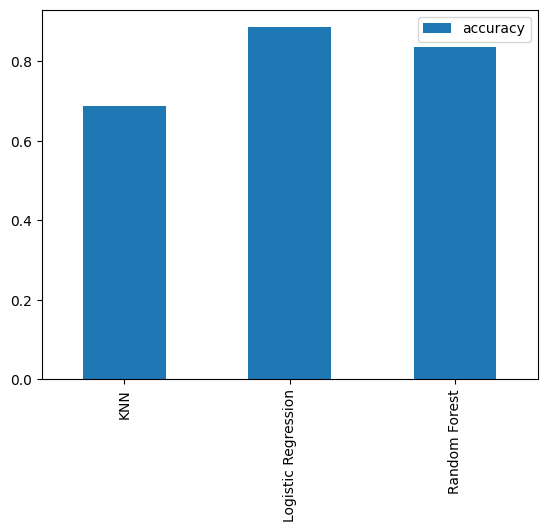 accuracy
0.8
0.6
0.4
0.2
0.0
KNN
Logistic Regression
Random Forest